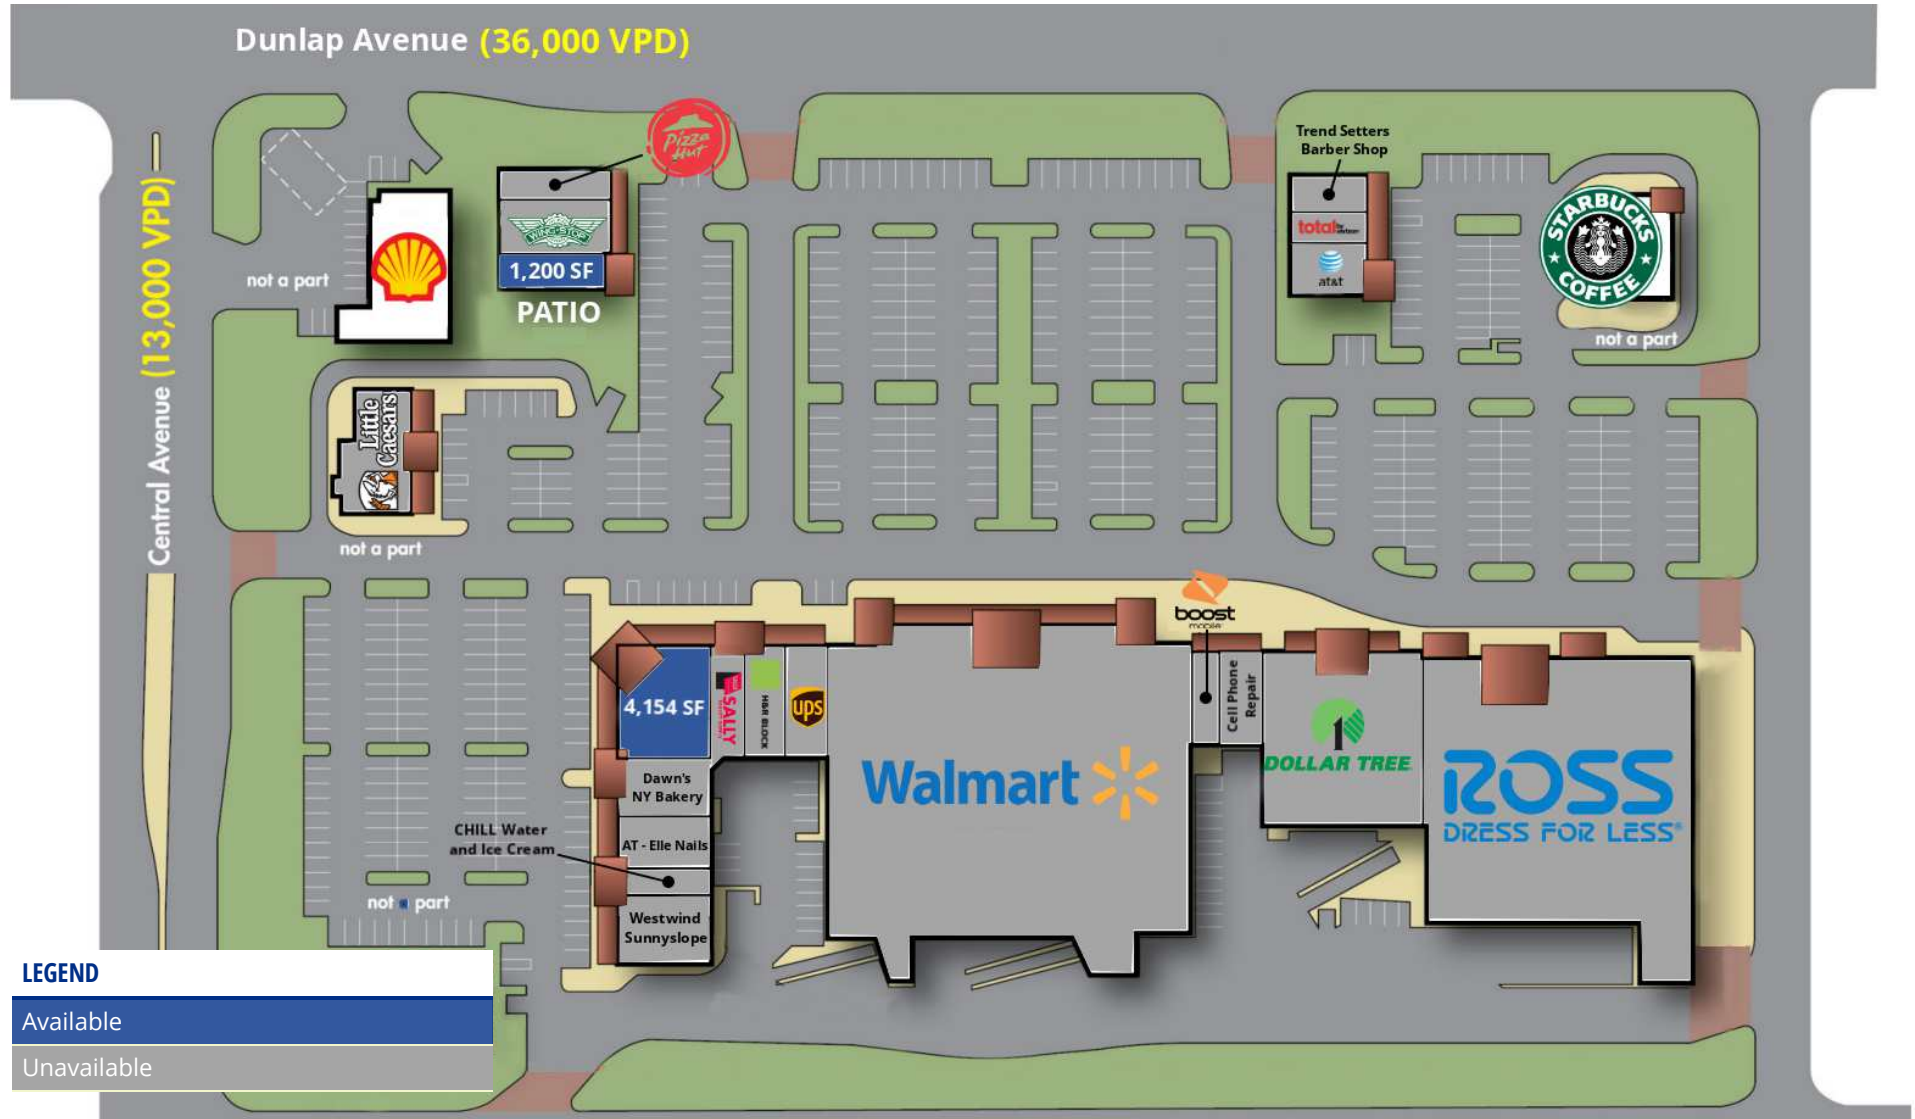 Dunlap Avenue (36,000 VPD)
Central Avenue (13,000 VPD)
Pizza
Hut
WING-STOP
1,200 SF
PATIO
not a part
Trend Setters
Barber Shop
total
at&t
STARBUCKS
COFFEE
not a part
Little
Caesars
not a part
boost
mobile
4,154 SF
SALLY
H&R BLOCK
ups
Walmart
Cell Phone
Repair
DOLLAR TREE
ROSS
DRESS FOR LESS®
Dawn's
NY Bakery
CHILL Water
and Ice Cream
AT - Elle Nails
Westwind
Sunnyslope
not a part
LEGEND
Available
Unavailable